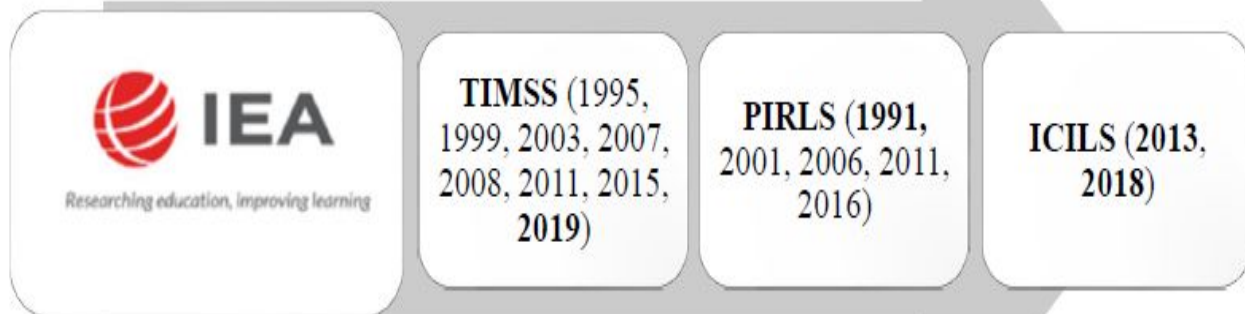 IEA
Researching education, improving learning
TIMSS (1995,
1999, 2003, 2007,
2008, 2011, 2015,
2019)
PIRLS (1991,
2001, 2006, 2011,
2016)
ICILS (2013,
2018)